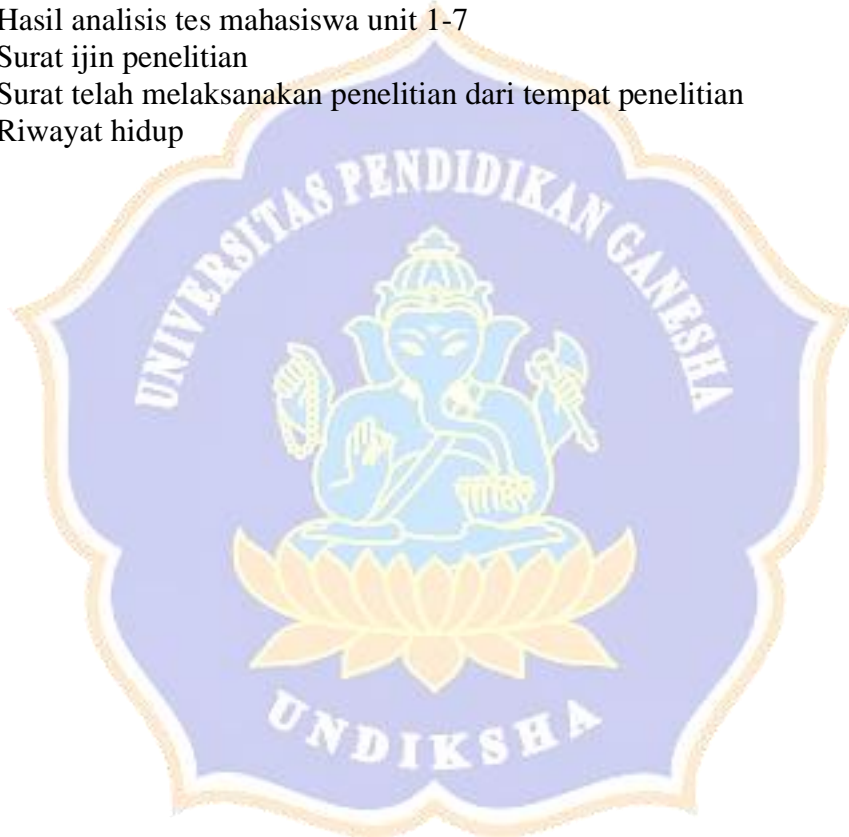 Hasil analisis tes mahasiswa unit 1-7
Surat ijin penelitian
Surat telah melaksanakan penelitian dari tempat penelitian
Riwayat hidup
UNIVERSITAS PENDIDIKAN GANESHA
UNDIKSHA